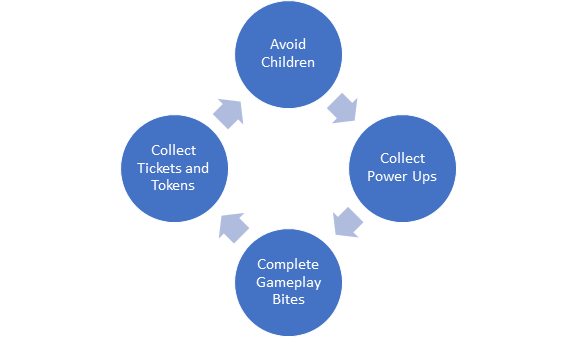 Avoid
Children
Collect
Power Ups
Complete
Gameplay
Bites
Collect
Tickets and
Tokens